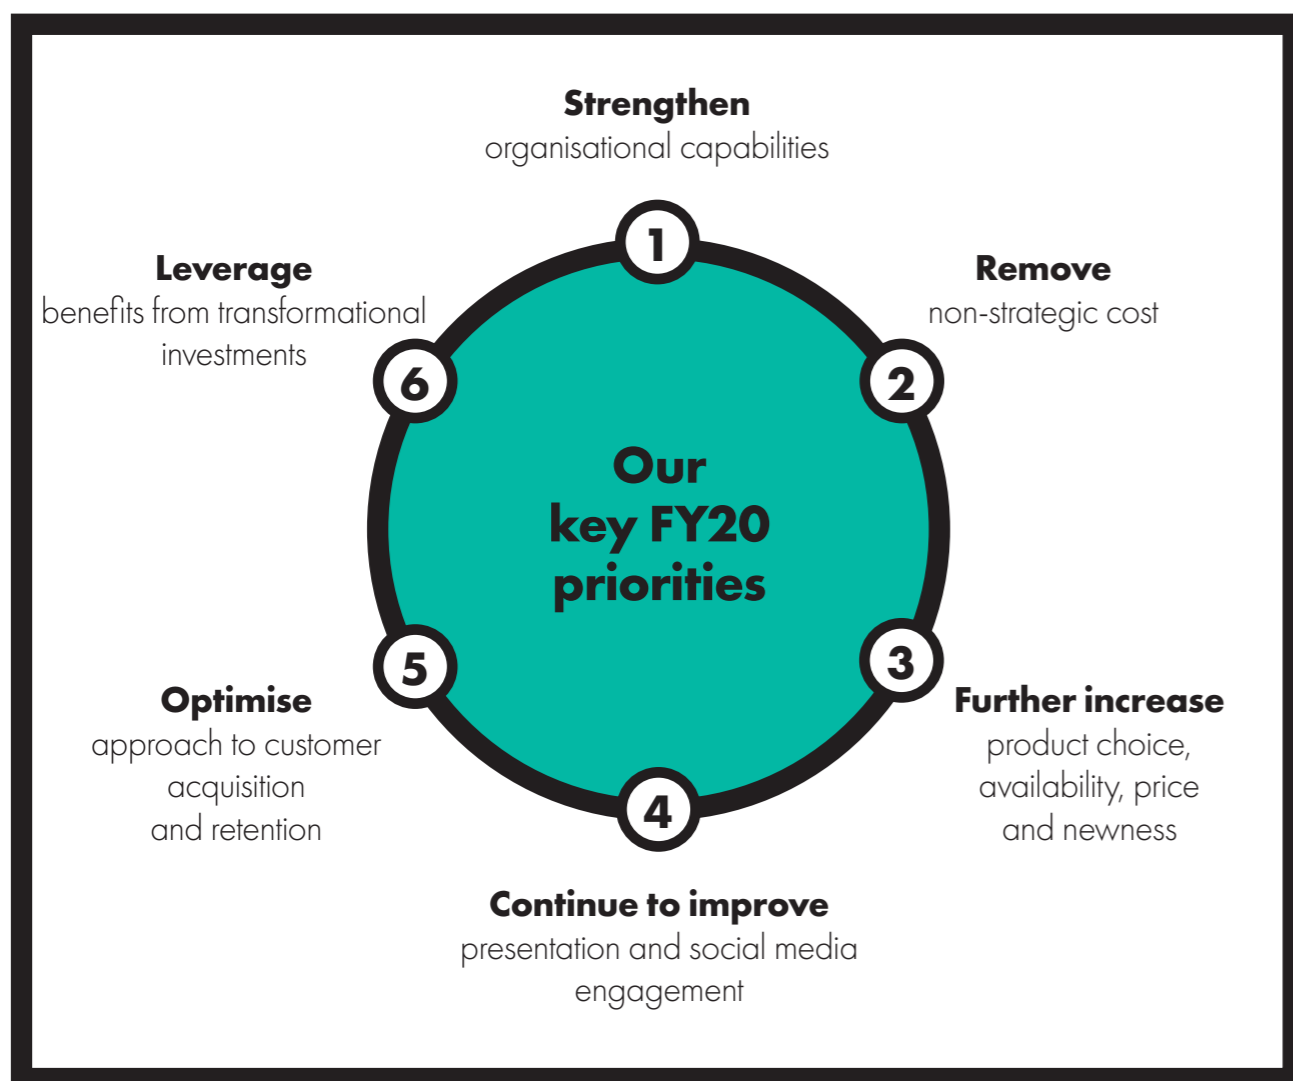 Strengthen
organisational capabilities
1
Remove
non-strategic cost
2
Further increase
product choice,
availability, price
and newness
3
Continue to improve
presentation and social media
engagement
4
Optimise
approach to customer
acquisition
and retention
5
Leverage
benefits from transformational
investments
6
Our
key FY20
priorities